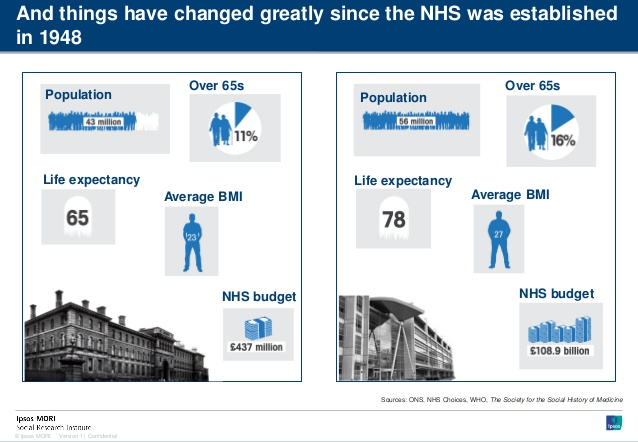 And things have changed greatly since the NHS was established
in 1948
Population
43 million
Over 65s
11%
Life expectancy
65
Average BMI
23
NHS budget
£437 million
Population
56 million
Over 65s
16%
Life expectancy
78
Average BMI
27
NHS budget
£108.9 billion
Sources: ONS, NHS Choices, WHO, The Society for the Social History of Medicine
Ipsos MORI
Social Research Institute
© Ipsos MORI Version 1 | Confidential
Ipsos